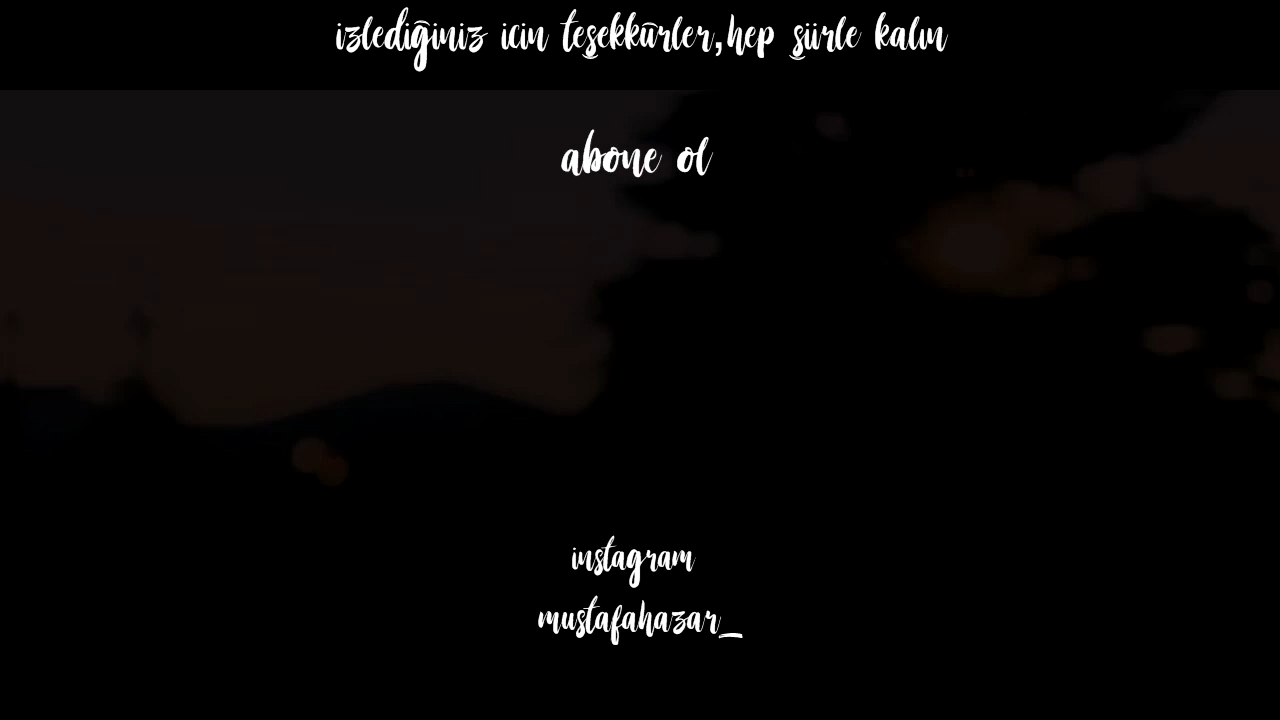 izlediğiniz icin teşekkürler,hep şiirle kalın
abone ol
instagram
mustafahazar_